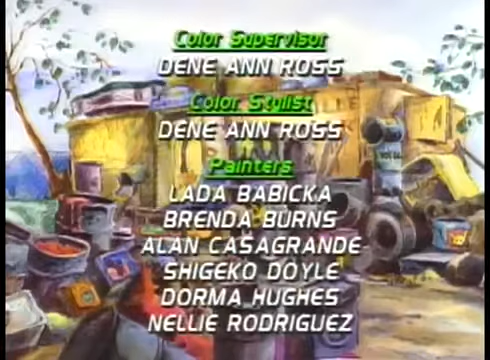 Color Supervisor
DENE ANN ROSS
Color Stylist
DENE ANN ROSS
Painters
LADA BABICKA
BRENDA BURNS
ALAN CASAGRANDE
SHIGEKO DOYLE
DORMA HUGHES
NELLIE RODRIGUEZ